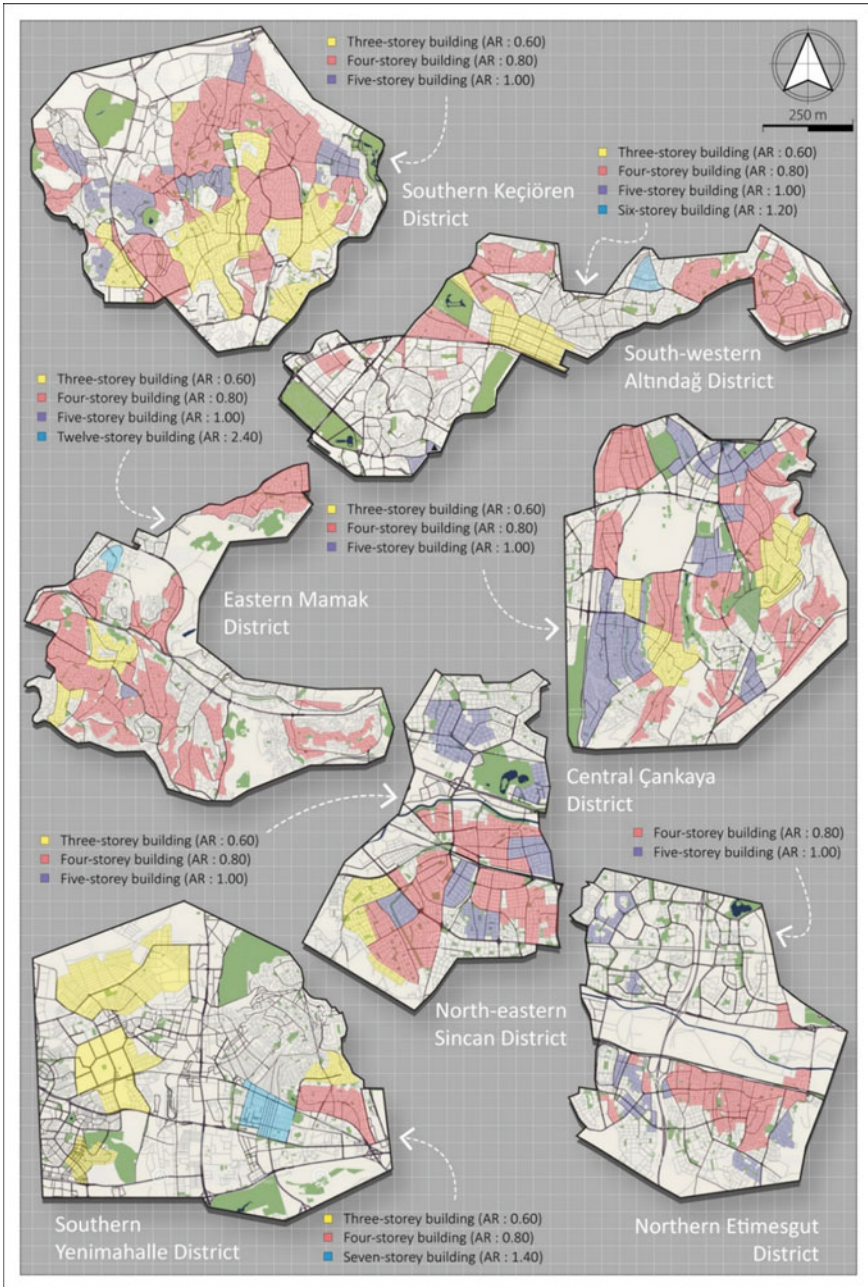 Three-storey building (AR : 0.60)
Four-storey building (AR : 0.80)
Five-storey building (AR : 1.00)
250 m
Southern Keçiören
District
Three-storey building (AR : 0.60)
Four-storey building (AR : 0.80)
Five-storey building (AR : 1.00)
Six-storey building (AR : 1.20)
South-western
Altındağ District
Three-storey building (AR : 0.60)
Four-storey building (AR : 0.80)
Five-storey building (AR : 1.00)
Twelve-storey building (AR : 2.40)
Eastern Mamak
District
Three-storey building (AR : 0.60)
Four-storey building (AR : 0.80)
Five-storey building (AR : 1.00)
Central Çankaya
District
Three-storey building (AR : 0.60)
Four-storey building (AR : 0.80)
Five-storey building (AR : 1.00)
North-eastern
Sincan District
Four-storey building (AR : 0.80)
Five-storey building (AR : 1.00)
Northern Etimesgut
District
Southern
Yenimahalle District
Three-storey building (AR : 0.60)
Four-storey building (AR : 0.80)
Seven-storey building (AR : 1.40)